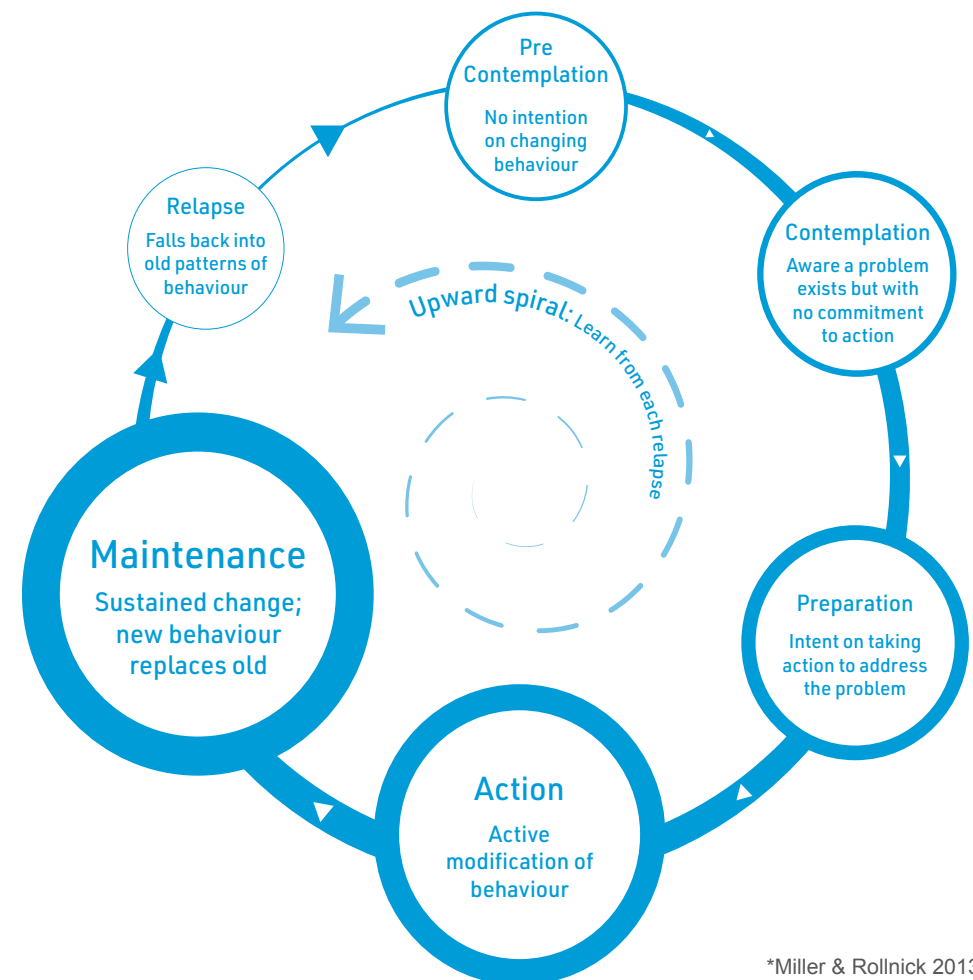 Pre
Contemplation
No intention
on changing
behaviour
Contemplation
Aware a problem
exists but with
no commitment
to action
Preparation
Intent on taking
action to address
the problem
Action
Active
modification of
behaviour
Maintenance
Sustained change;
new behaviour
replaces old
Relapse
Falls back into
old patterns of
behaviour
Upward spiral: Learn from each relapse
*Miller & Rollnick 2013